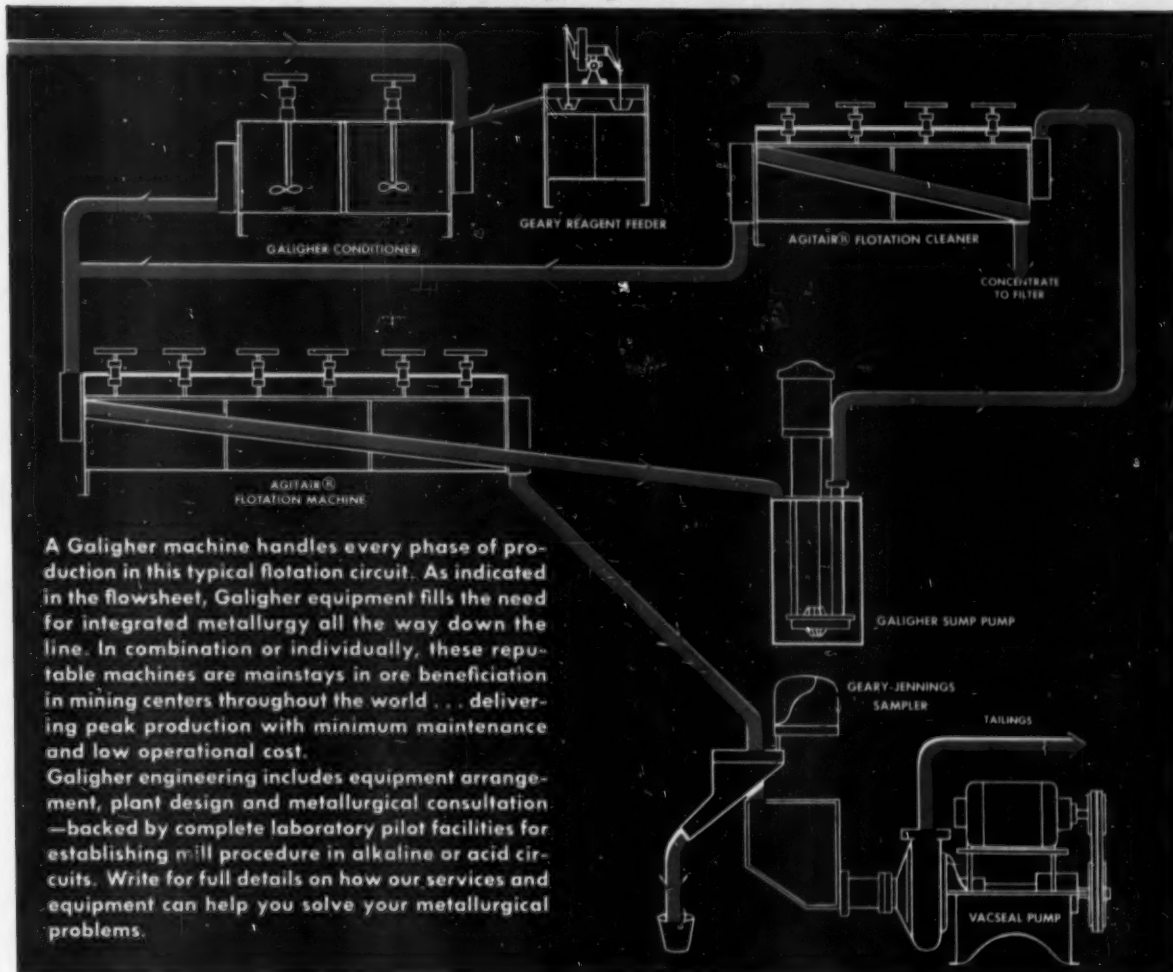 GEARY REAGENT FEEDER
GALIGHER CONDITIONER
AGITAIR® FLOTATION CLEANER
CONCENTRATE
TO FILTER
AGITAIR®
FLOTATION MACHINE
A Galigher machine handles every phase of pro-
duction in this typical flotation circuit. As indicated
in the flowsheet, Galigher equipment fills the need
for integrated metallurgy all the way down the
line. In combination or individually, these repu-
table machines are mainstays in ore beneficiation
in mining centers throughout the world . . . deliver-
ing peak production with minimum maintenance
and low operational cost.
Galigher engineering includes equipment arrange-
ment, plant design and metallurgical consultation
—backed by complete laboratory pilot facilities for
establishing mill procedure in alkaline or acid cir-
cuits. Write for full details on how our services and
equipment can help you solve your metallurgical
problems.
GALIGHER SUMP PUMP
GEARY-JENNINGS
SAMPLER
TAILINGS
VACSEAL PUMP